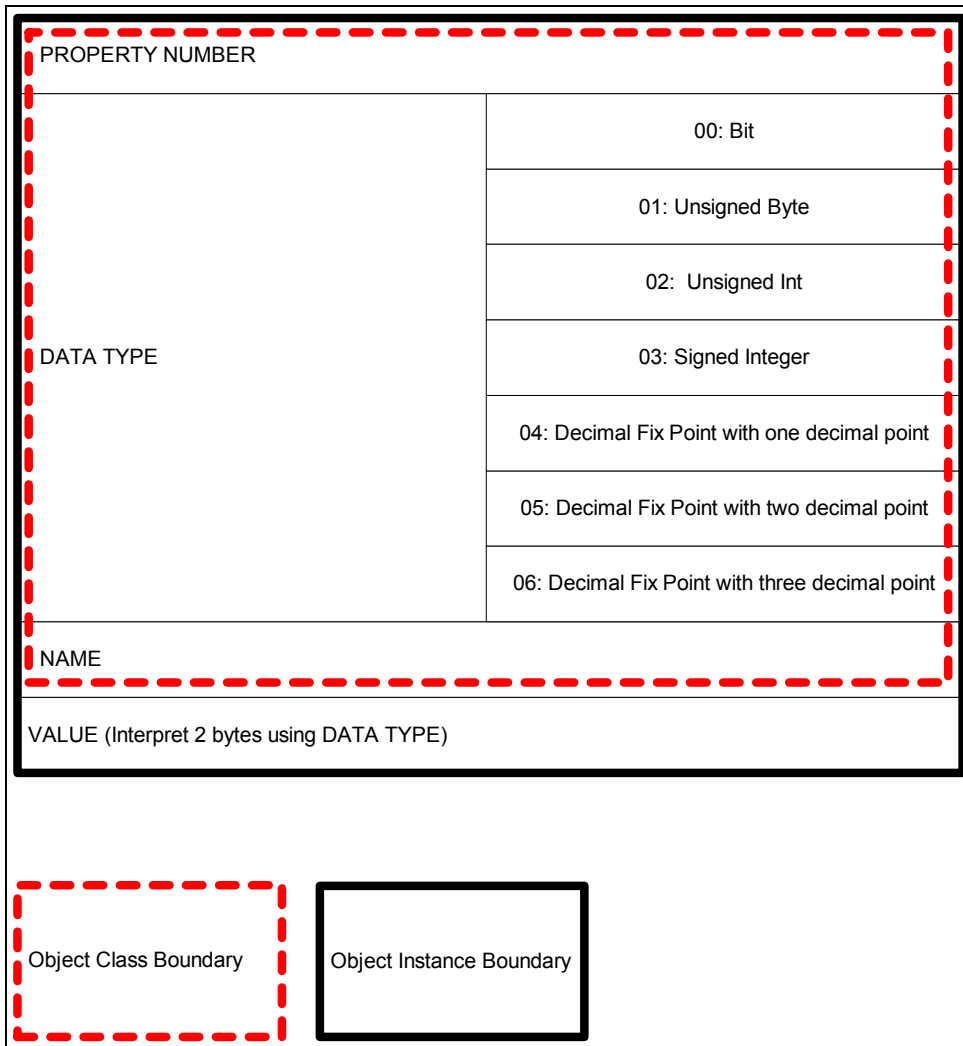 PROPERTY NUMBER
DATA TYPE
00: Bit
01: Unsigned Byte
02: Unsigned Int
03: Signed Integer
04: Decimal Fix Point with one decimal point
05: Decimal Fix Point with two decimal point
06: Decimal Fix Point with three decimal point
NAME
VALUE (Interpret 2 bytes using DATA TYPE)
Object Class Boundary
Object Instance Boundary